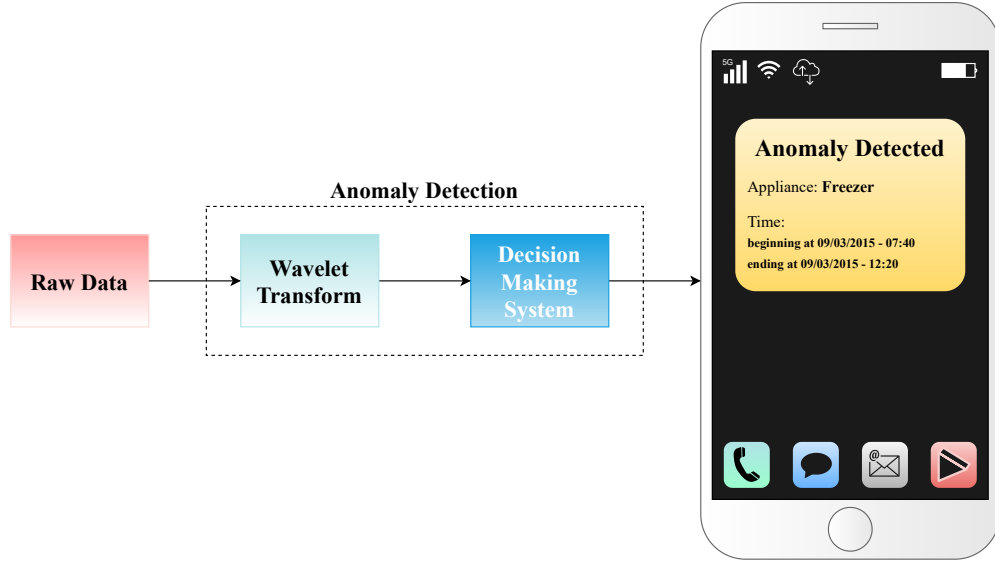 Anomaly Detection
Raw Data
Wavelet
Transform
Decision
Making
System
5G
Anomaly Detected
Appliance: Freezer
Time:
beginning at 09/03/2015 - 07:40
ending at 09/03/2015 - 12:20
@